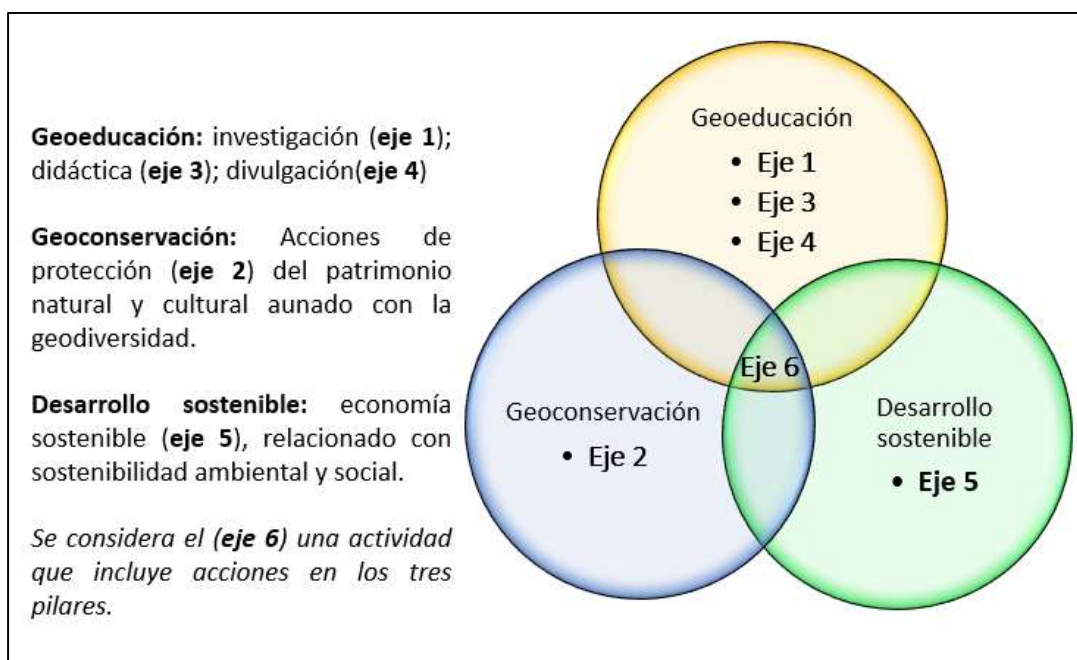 Geoeducación: investigación (eje 1);
didáctica (eje 3); divulgación(eje 4)
Geoconservación: Acciones de
protección (eje 2) del patrimonio
natural y cultural aunado con la
geodiversidad.
Desarrollo sostenible: economía
sostenible (eje 5), relacionado con
sostenibilidad ambiental y social.
Se considera el (eje 6) una actividad
que incluye acciones en los tres
pilares.
Geoeducación
• Eje 1
• Eje 3
• Eje 4
Eje 6
Geoconservación
• Eje 2
Desarrollo
sostenible
• Eje 5